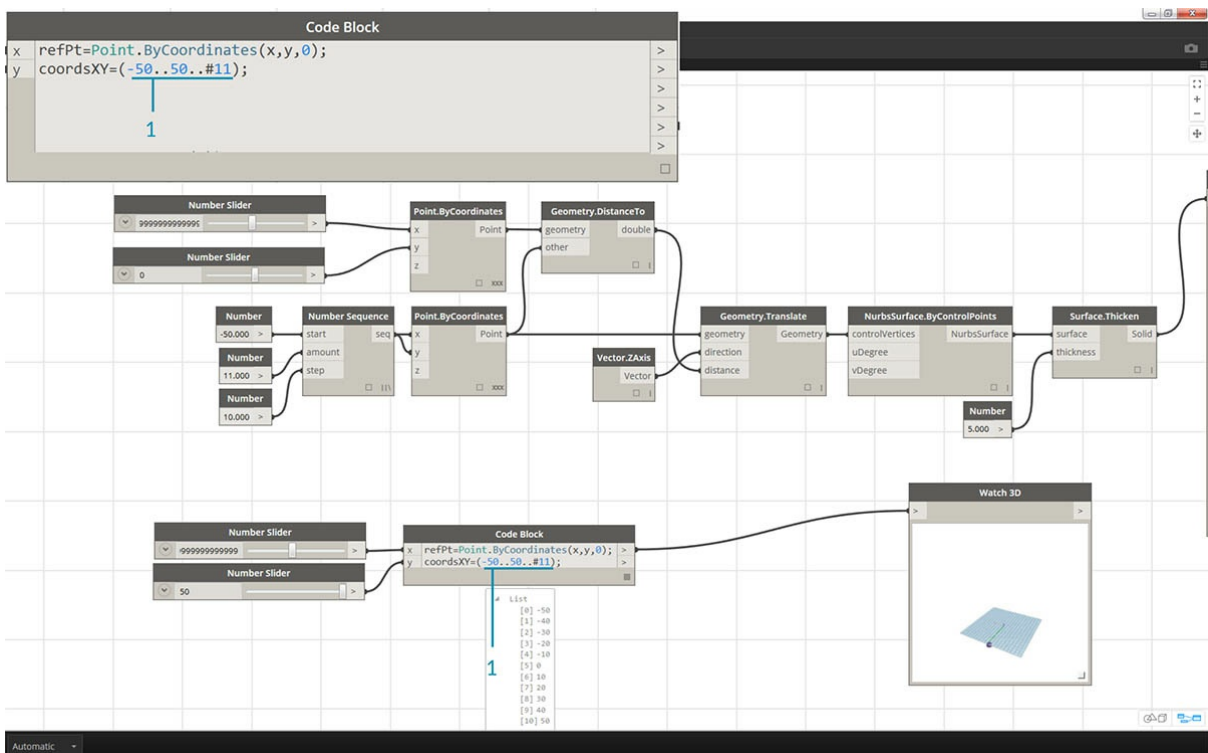 Code Block
x refPt=Point.ByCoordinates(x,y,0); >
y coordsXY=(-50..50..#11); >
>
>
1 >
>
Number Slider
99999999999999 >
Number Slider
0 >
Point.ByCoordinates
x Point
y
z
xxx
Geometry.DistanceTo
geometry double
other
Number
-50.000 >
Number
11.000 >
Number
10.000 >
Number Sequence
start seq
amount
step
Point.ByCoordinates
x Point
y
z
xxx
Vector.ZAxis
Vector
Geometry.Translate
geometry Geometry
direction
distance
NurbsSurface.ByControlPoints
controlVertices NurbsSurface
uDegree
vDegree
Number
5.000 >
Surface.Thicken
surface Solid
thickness
Number Slider
999999999999 >
Number Slider
50 >
Code Block
x refPt=Point.ByCoordinates(x,y,0); >
y coordsXY=(-50..50..#11); >
List
[0] -50
[1] -40
[2] -30
[3] -20
[4] -10
[5] 0
[6] 10
[7] 20
[8] 30
[9] 40
[10] 50
1
Watch 3D
> >
Automatic